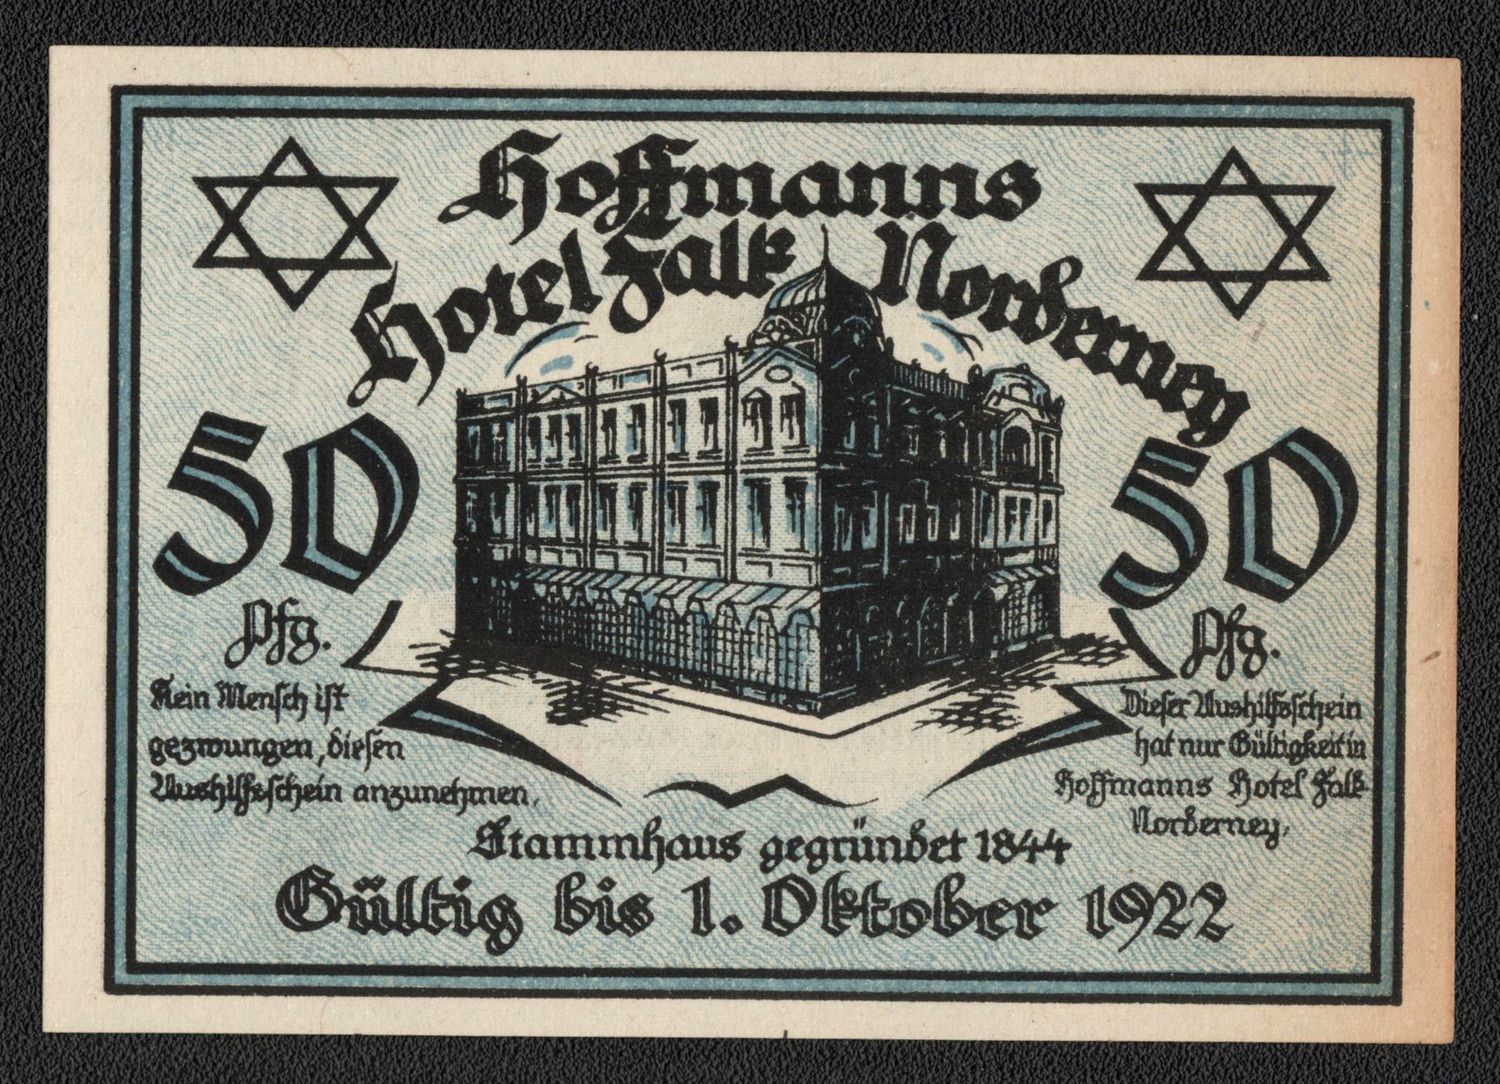 Hoffmanns
Hotel Falk Norderney
50
50
Pfg.
Pfg.
Kein Mensch ist
gezwungen, diesen
Aushilfsschein anzunehmen.
Dieser Aushilfsschein
hat nur Gültigkeit in
Hoffmanns Hotel Falk
Norderney.
Stammhaus gegründet 1844
Gültig bis 1. Oktober 1922